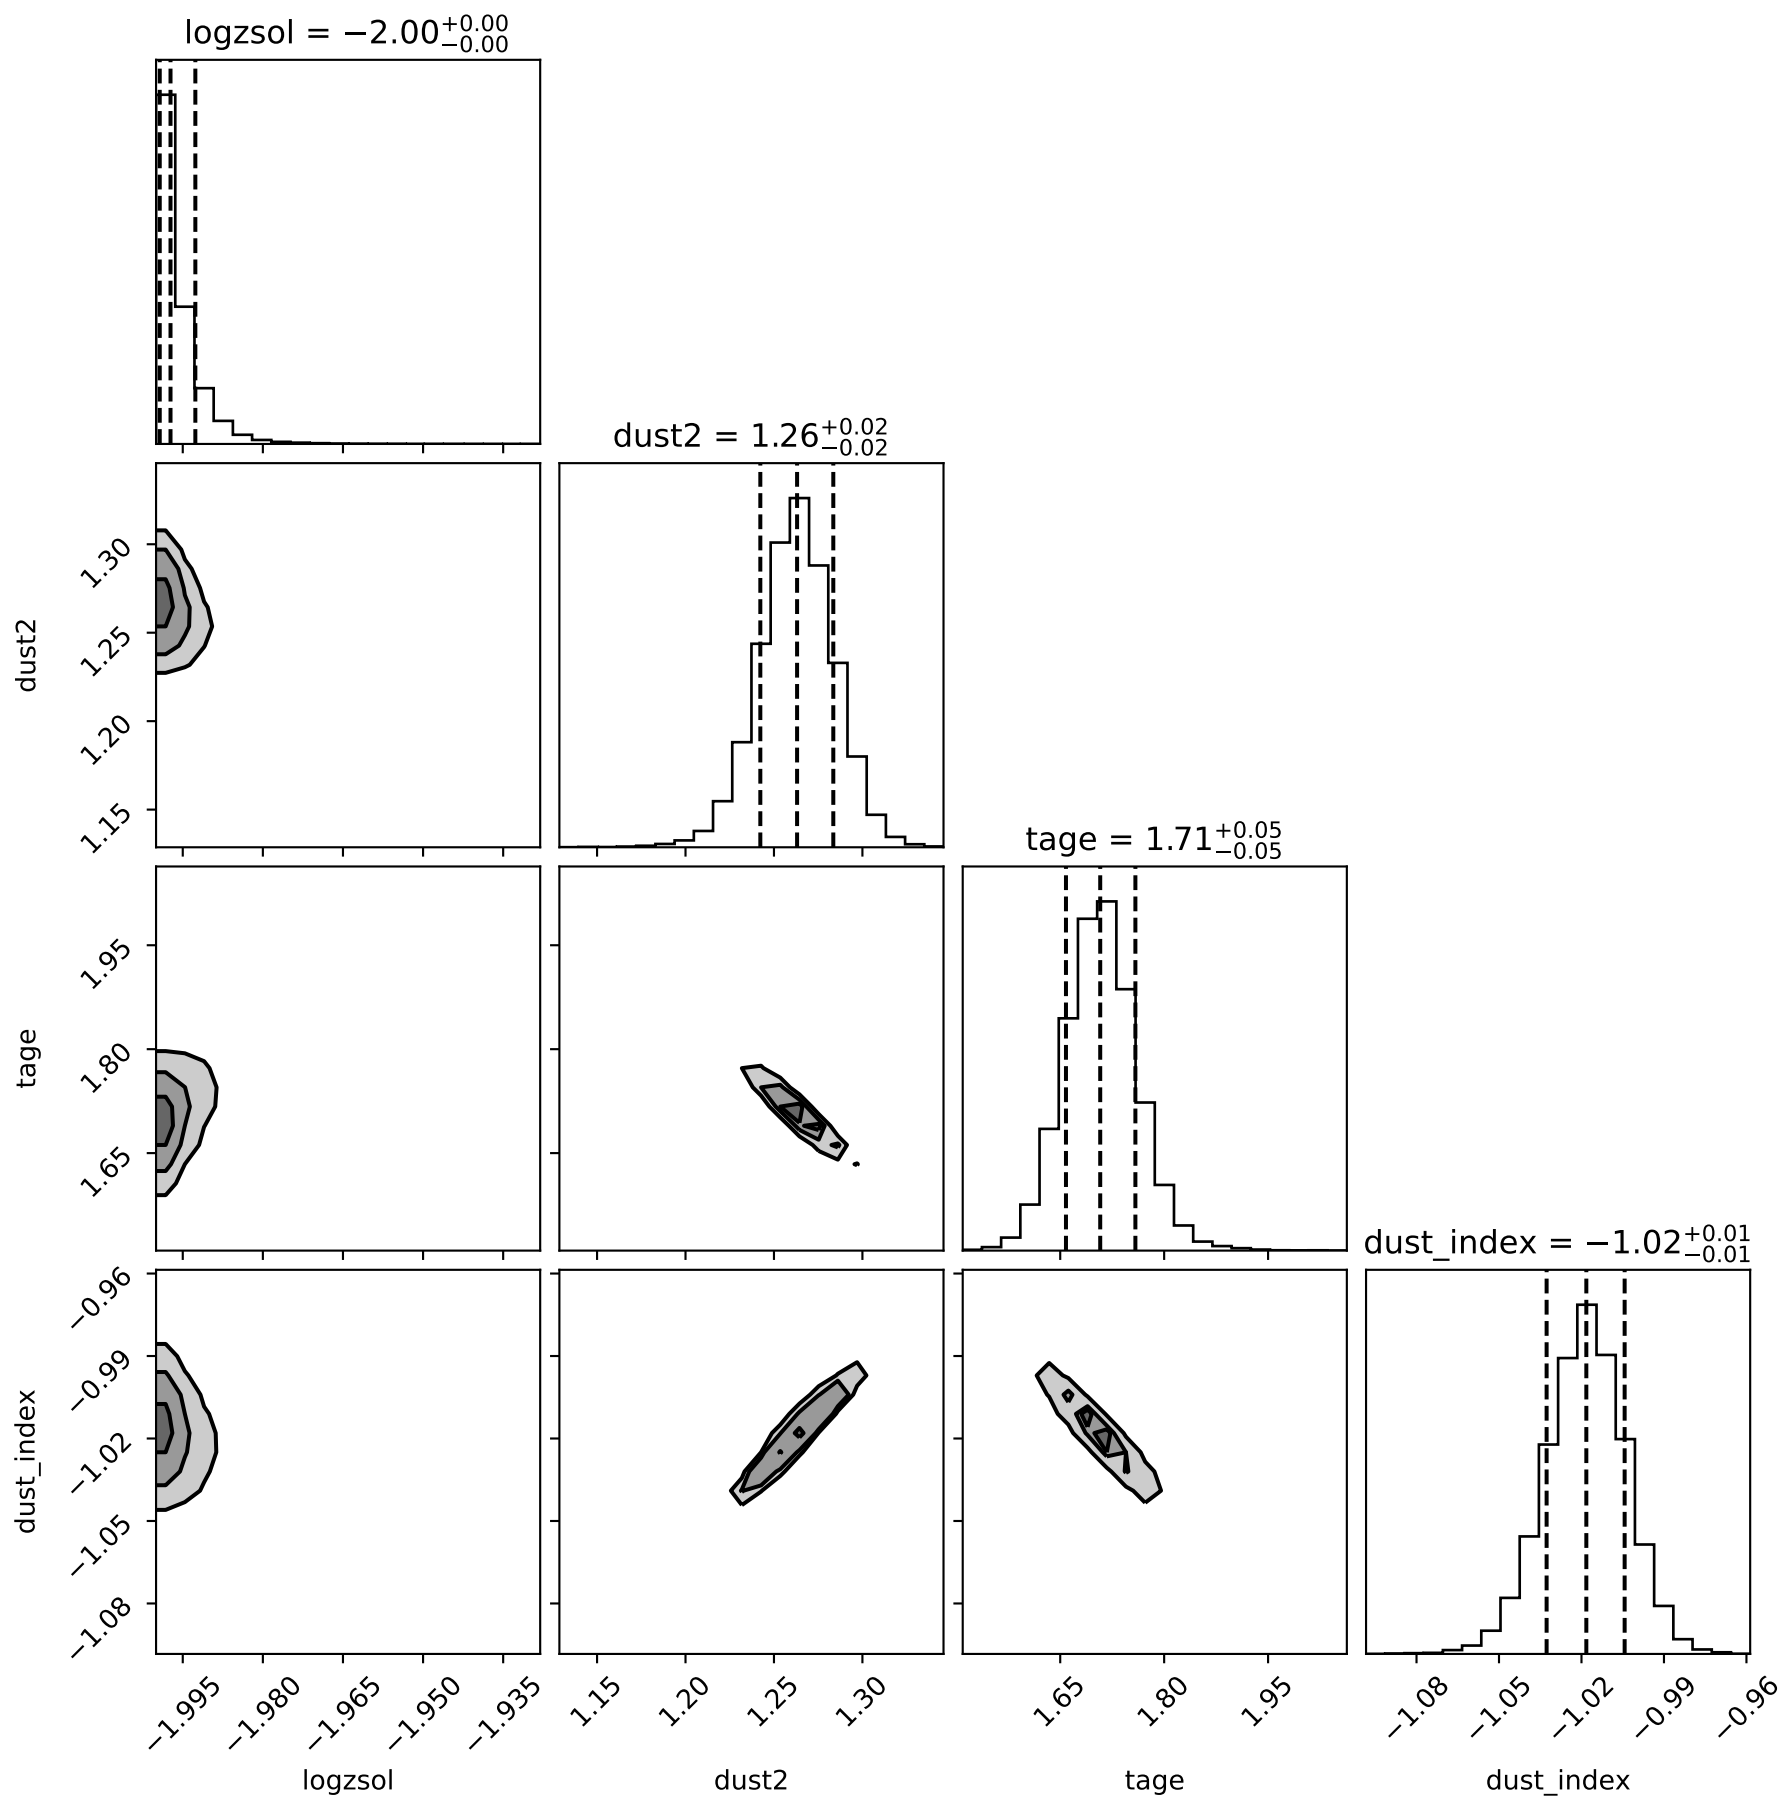 logzsol = −2.00+0.00 −0.00
dust2 = 1.26+0.02 −0.02
1.30
1.25
1.20
1.15
dust2
tage = 1.71+0.05 −0.05
1.95
1.80
1.65
tage
dust_index = −1.02+0.01 −0.01
−0.96
−0.99
−1.02
−1.05
−1.08
dust_index
−1.995 −1.980 −1.965 −1.950 −1.935
1.15 1.20 1.25 1.30
1.65 1.80 1.95
−1.08 −1.05 −1.02 −0.99 −0.96
logzsol dust2 tage dust_index